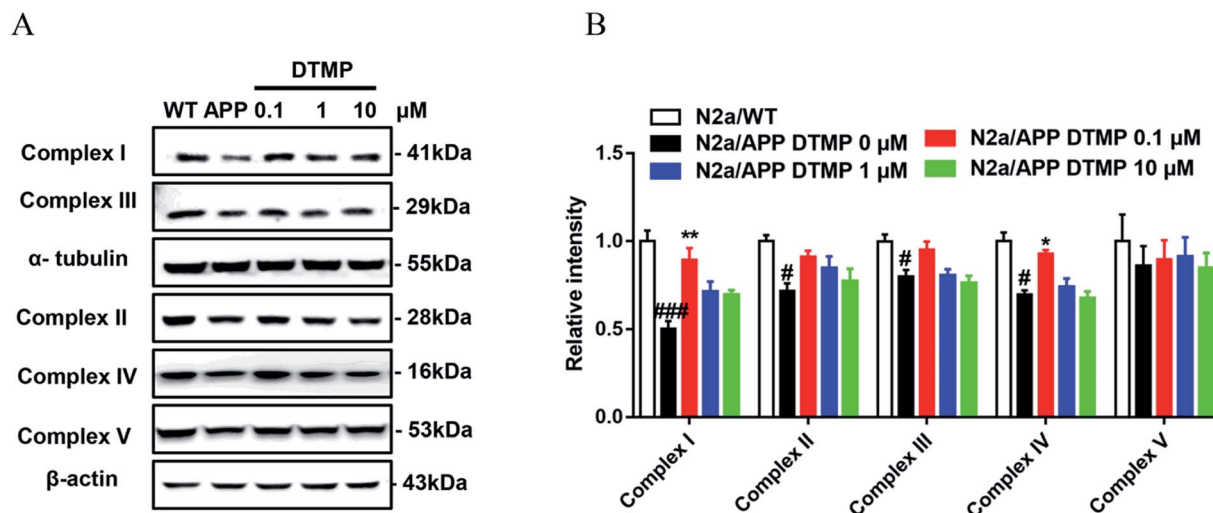 A
DTMP
WT APP 0.1 1 10 μM
Complex I - 41kDa
Complex III - 29kDa
α- tubulin - 55kDa
Complex II - 28kDa
Complex IV - 16kDa
Complex V - 53kDa
β-actin - 43kDa
B
N2a/WT
N2a/APP DTMP 0 μM N2a/APP DTMP 0.1 μM
N2a/APP DTMP 1 μM N2a/APP DTMP 10 μM
Relative intensity
1.5
1.0
0.5
0.0
### ** # # # *
Complex I Complex II Complex III Complex IV Complex V